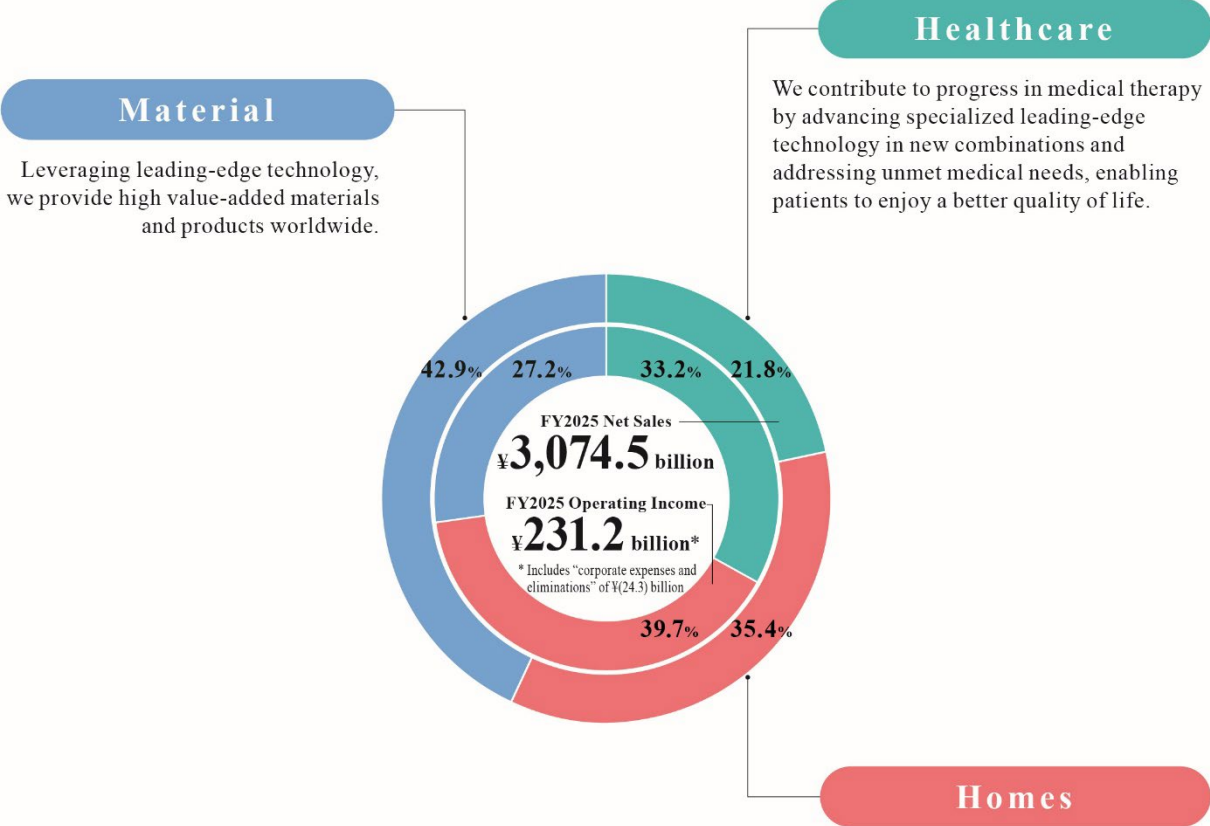 Healthcare
We contribute to progress in medical therapy
by advancing specialized leading-edge
technology in new combinations and
addressing unmet medical needs, enabling
patients to enjoy a better quality of life.
Material
Leveraging leading-edge technology,
we provide high value-added materials
and products worldwide.
42.9% 27.2% 33.2% 21.8%
FY2025 Net Sales
¥3,074.5 billion
FY2025 Operating Income
¥231.2 billion*
* Includes “corporate expenses and
eliminations” of ¥(24.3) billion
39.7% 35.4%
Homes